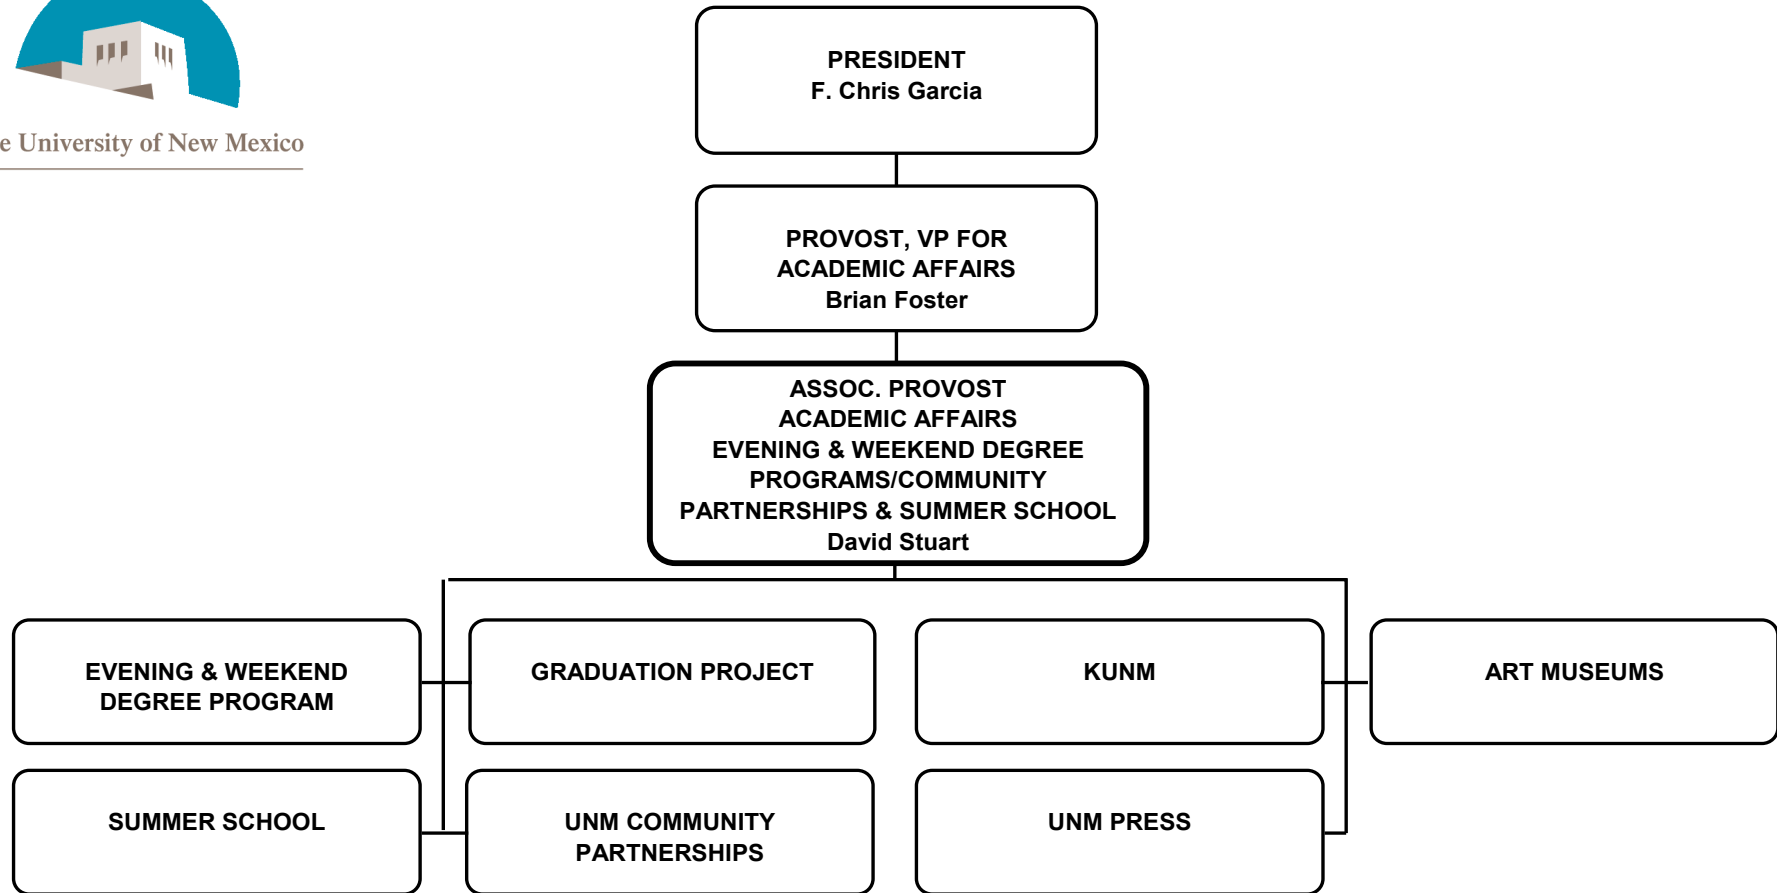 e University of New Mexico
PRESIDENT
F. Chris Garcia
PROVOST, VP FOR
ACADEMIC AFFAIRS
Brian Foster
ASSOC. PROVOST
ACADEMIC AFFAIRS
EVENING & WEEKEND DEGREE
PROGRAMS/COMMUNITY
PARTNERSHIPS & SUMMER SCHOOL
David Stuart
EVENING & WEEKEND
DEGREE PROGRAM
GRADUATION PROJECT
KUNM
ART MUSEUMS
SUMMER SCHOOL
UNM COMMUNITY
PARTNERSHIPS
UNM PRESS